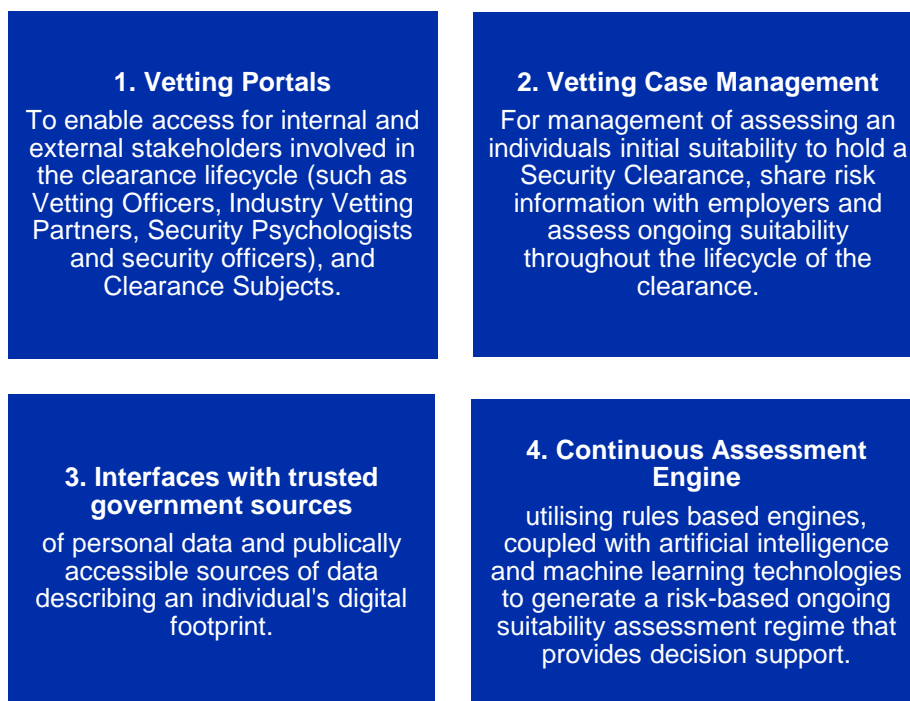 1. Vetting Portals
To enable access for internal and
external stakeholders involved in
the clearance lifecycle (such as
Vetting Officers, Industry Vetting
Partners, Security Psychologists
and security officers), and
Clearance Subjects.
2. Vetting Case Management
For management of assessing an
individuals initial suitability to hold a
Security Clearance, share risk
information with employers and
assess ongoing suitability
throughout the lifecycle of the
clearance.
3. Interfaces with trusted
government sources
of personal data and publically
accessible sources of data
describing an individual's digital
footprint.
4. Continuous Assessment
Engine
utilising rules based engines,
coupled with artificial intelligence
and machine learning technologies
to generate a risk-based ongoing
suitability assessment regime that
provides decision support.